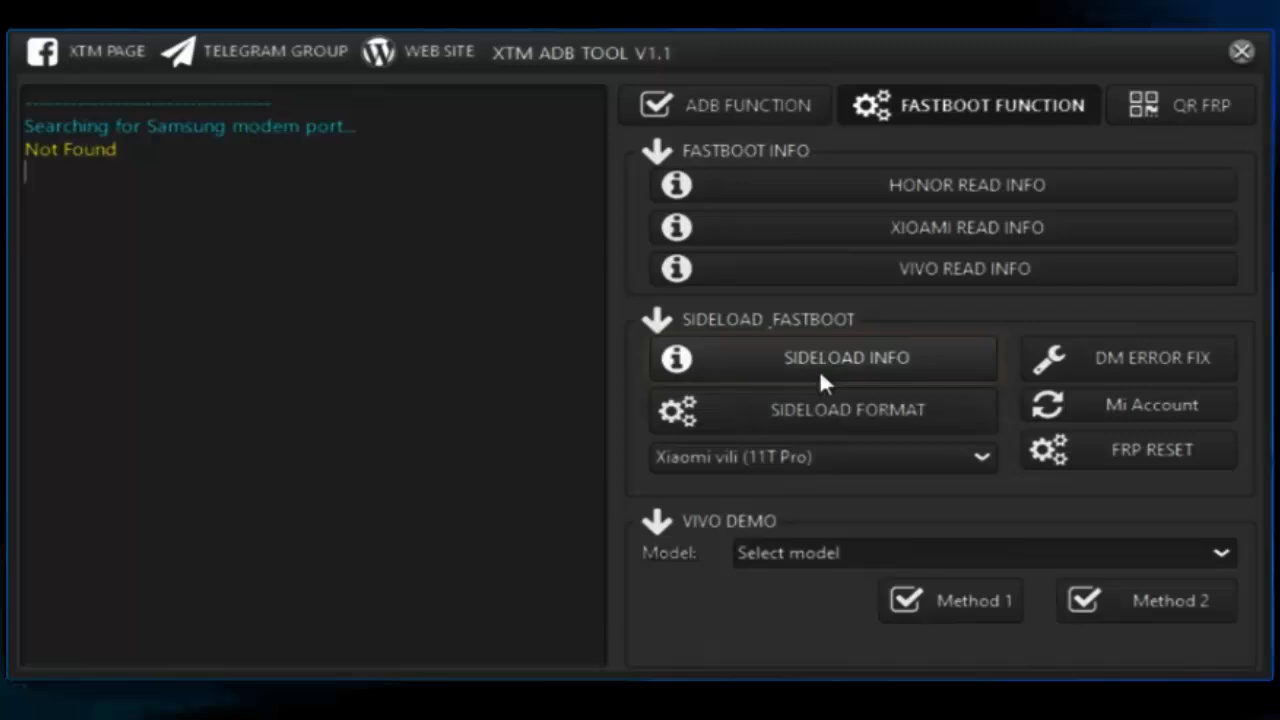 XTM PAGE TELEGRAM GROUP WEB SITE XTM ADB TOOL V1.1
ADB FUNCTION FASTBOOT FUNCTION QR FRP
Searching for Samsung modem port...
Not Found
FASTBOOT INFO
HONOR READ INFO
XIOAMI READ INFO
VIVO READ INFO
SIDELOAD _FASTBOOT
SIDELOAD INFO DM ERROR FIX
SIDELOAD FORMAT Mi Account
Xiaomi vili (11T Pro) FRP RESET
VIVO DEMO
Model: Select model
Method 1 Method 2